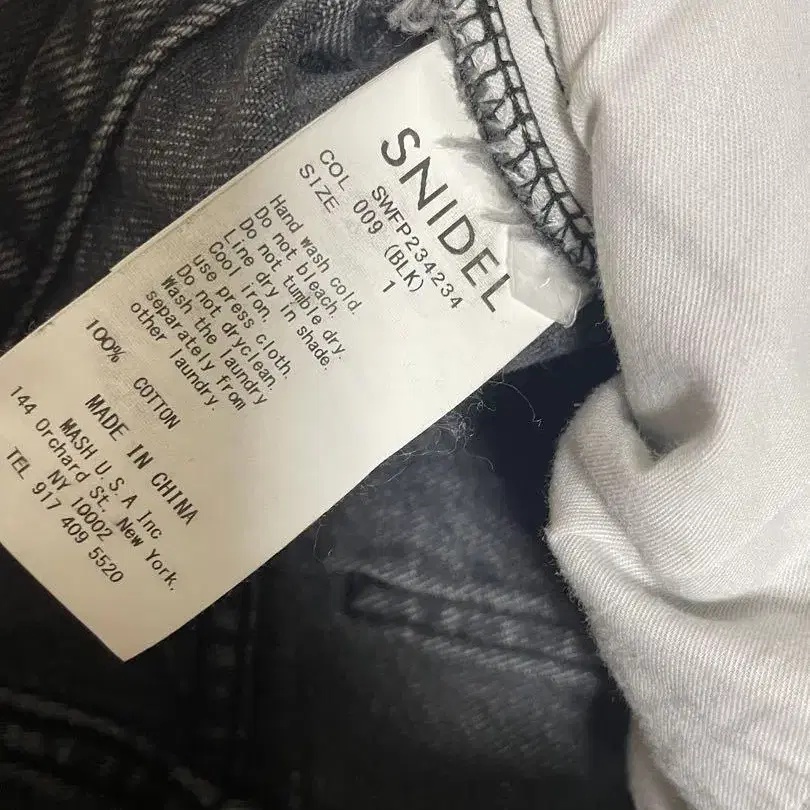 SNIDEL
SWFP234234
COL 009 (BLK)
SIZE 1
Hand wash cold.
Do not bleach.
Do not tumble dry.
Line dry in shade.
Cool iron,
use press cloth.
Do not dryclean.
Wash the laundry
separately from
other laundry.
100% COTTON
MADE IN CHINA
MASH U.S.A Inc
144 Orchard St, New York,
NY 10002
TEL 917 409 5520